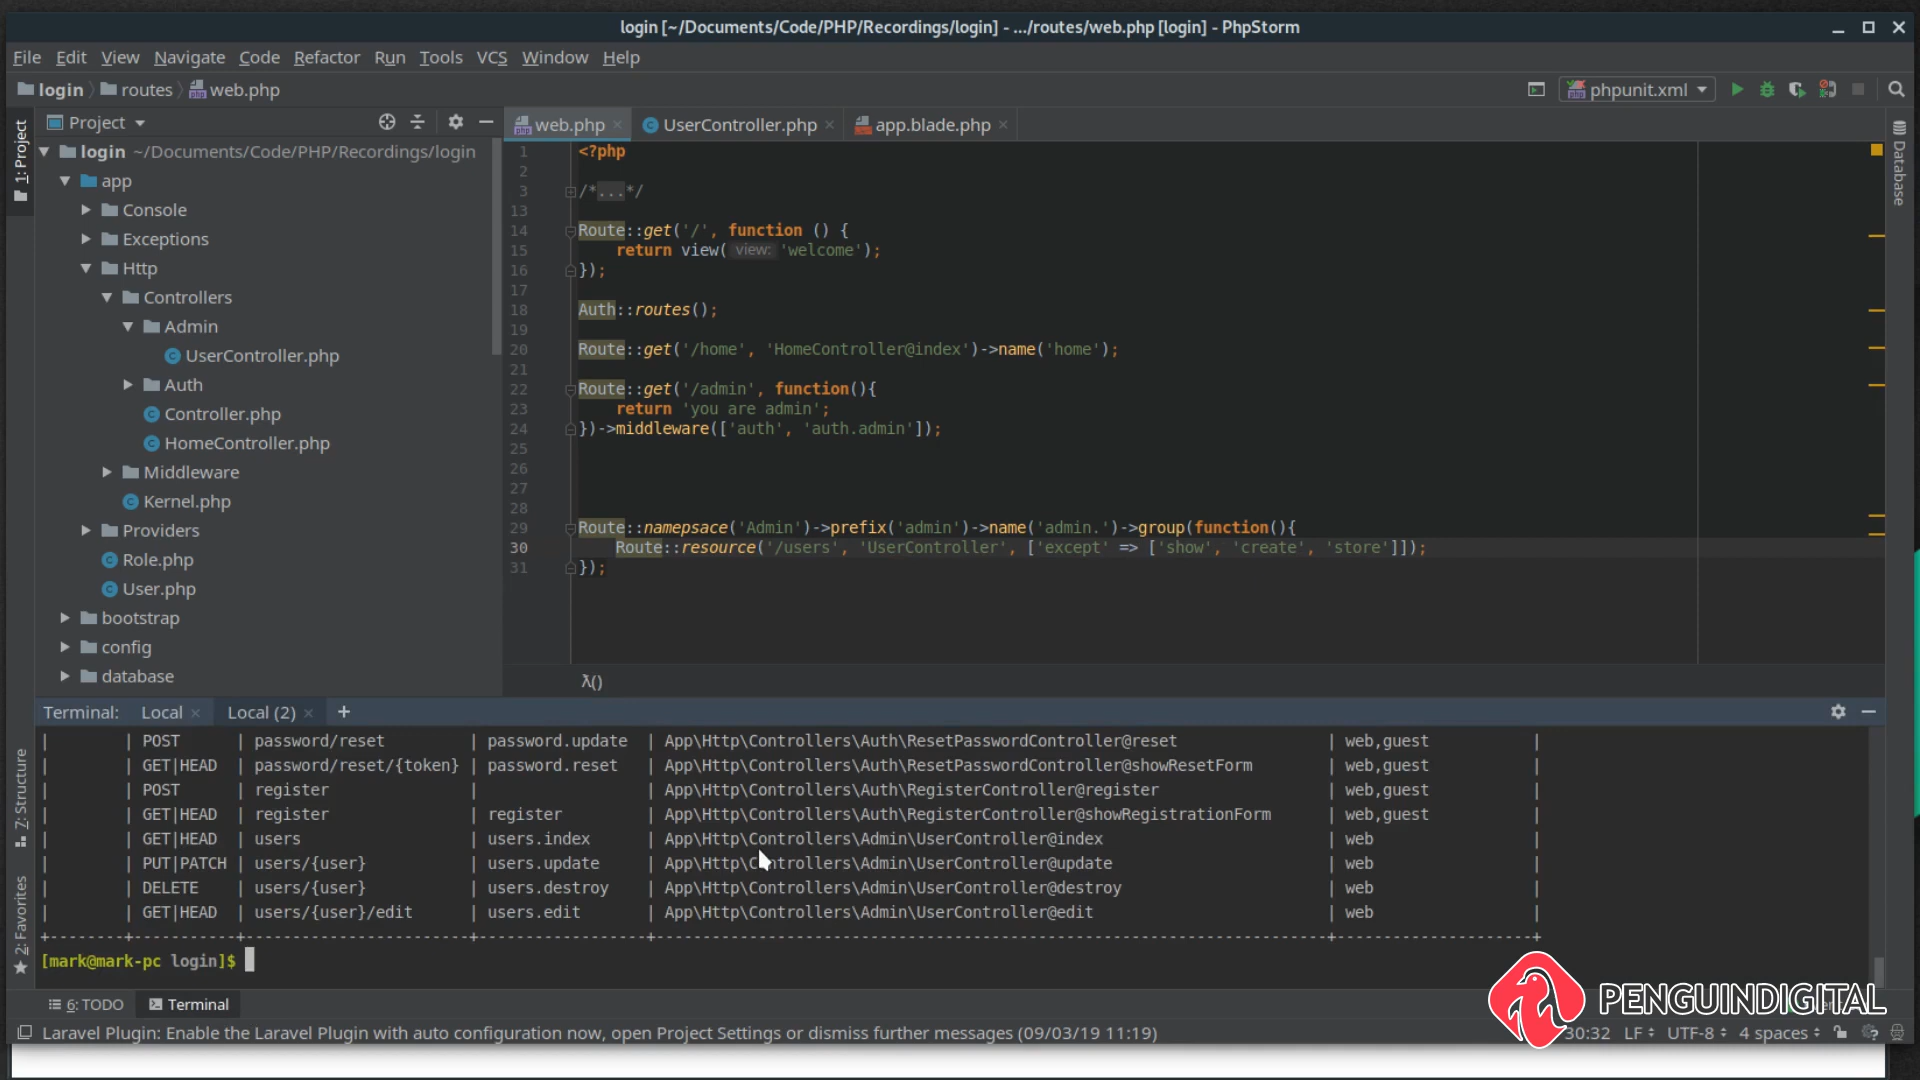 login [~/Documents/Code/PHP/Recordings/login] - .../routes/web.php [login] - PhpStorm
File Edit View Navigate Code Refactor Run Tools VCS Window Help
login routes web.php
phpunit.xml
Project
web.php UserController.php app.blade.php
1: Project
Database
login ~/Documents/Code/PHP/Recordings/login
app
Console
Exceptions
Http
Controllers
Admin
UserController.php
Auth
Controller.php
HomeController.php
Middleware
Kernel.php
Providers
Role.php
User.php
bootstrap
config
database
1 <?php
2
3 /*...*/
13
14 Route::get('/', function () {
15 return view( view: 'welcome');
16 });
17
18 Auth::routes();
19
20 Route::get('/home', 'HomeController@index')->name('home');
21
22 Route::get('/admin', function(){
23 return 'you are admin';
24 })->middleware(['auth', 'auth.admin']);
25
26
27
28
29 Route::namepsace('Admin')->prefix('admin')->name('admin.')->group(function(){
30 Route::resource('/users', 'UserController', ['except' => ['show', 'create', 'store']]);
31 });
λ()
Terminal: Local Local (2) +
7: Structure
2: Favorites
| | POST | password/reset | password.update | App\Http\Controllers\Auth\ResetPasswordController@reset | web,guest |
| | GET|HEAD | password/reset/{token} | password.reset | App\Http\Controllers\Auth\ResetPasswordController@showResetForm | web,guest |
| | POST | register | | App\Http\Controllers\Auth\RegisterController@register | web,guest |
| | GET|HEAD | register | register | App\Http\Controllers\Auth\RegisterController@showRegistrationForm | web,guest |
| | GET|HEAD | users | users.index | App\Http\Controllers\Admin\UserController@index | web |
| | PUT|PATCH | users/{user} | users.update | App\Http\Controllers\Admin\UserController@update | web |
| | DELETE | users/{user} | users.destroy | App\Http\Controllers\Admin\UserController@destroy | web |
| | GET|HEAD | users/{user}/edit | users.edit | App\Http\Controllers\Admin\UserController@edit | web |
[mark@mark-pc login]$
6: TODO Terminal
PENGUINDIGITAL
Laravel Plugin: Enable the Laravel Plugin with auto configuration now, open Project Settings or dismiss further messages (09/03/19 11:19)
30:32 LF UTF-8 4 spaces